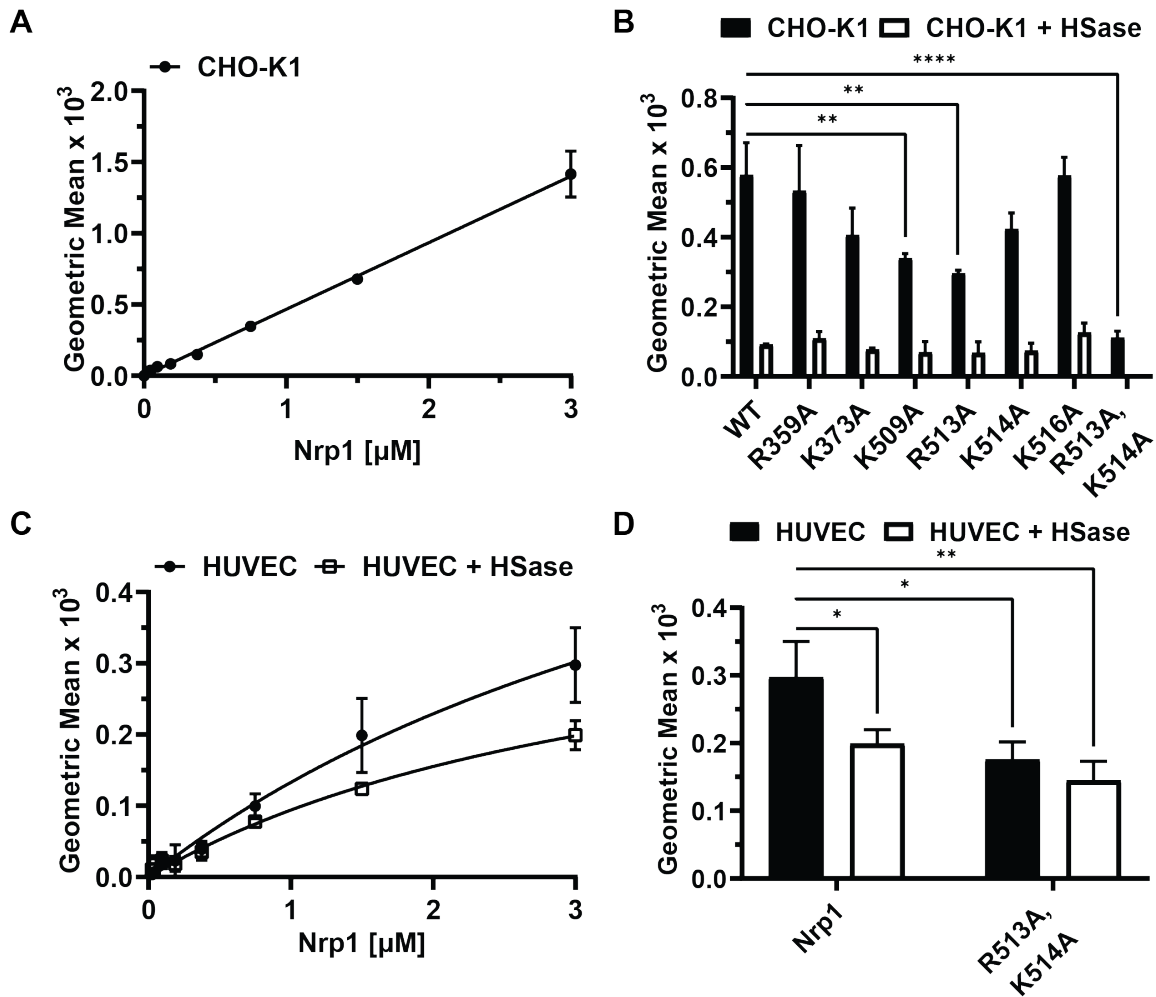 A
CHO-K1
Geometric Mean x 10³
2.0
1.5
1.0
0.5
0.0
0 1 2 3
Nrp1 [µM]
B
CHO-K1 CHO-K1 + HSase
****
**
**
Geometric Mean x 10³
0.8
0.6
0.4
0.2
0.0
WT
R359A
K373A
K509A
R513A
K514A
K516A
R513A,
K514A
C
HUVEC HUVEC + HSase
Geometric Mean x 10³
0.4
0.3
0.2
0.1
0.0
0 1 2 3
Nrp1 [µM]
D
HUVEC HUVEC + HSase
**
*
*
Geometric Mean x 10³
0.4
0.3
0.2
0.1
0.0
Nrp1
R513A,
K514A